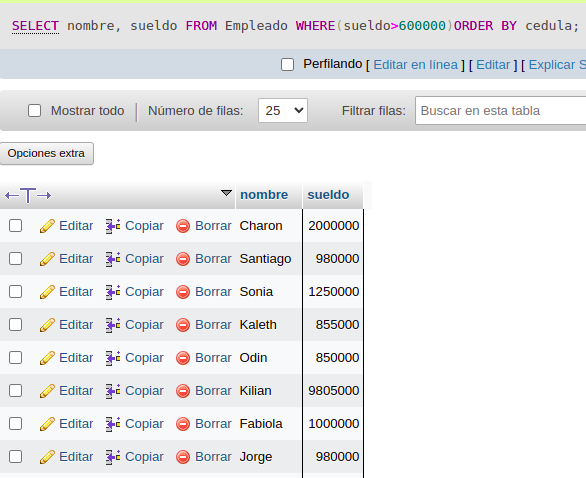 SELECT nombre, sueldo FROM Empleado WHERE(sueldo>600000)ORDER BY cedula;
Perfilando [ Editar en línea ] [ Editar ] [ Explicar S
Mostrar todo Número de filas: 25 Filtrar filas: Buscar en esta tabla
Opciones extra
nombre sueldo
Editar Copiar Borrar Charon 2000000
Editar Copiar Borrar Santiago 980000
Editar Copiar Borrar Sonia 1250000
Editar Copiar Borrar Kaleth 855000
Editar Copiar Borrar Odin 850000
Editar Copiar Borrar Kilian 9805000
Editar Copiar Borrar Fabiola 1000000
Editar Copiar Borrar Jorge 980000